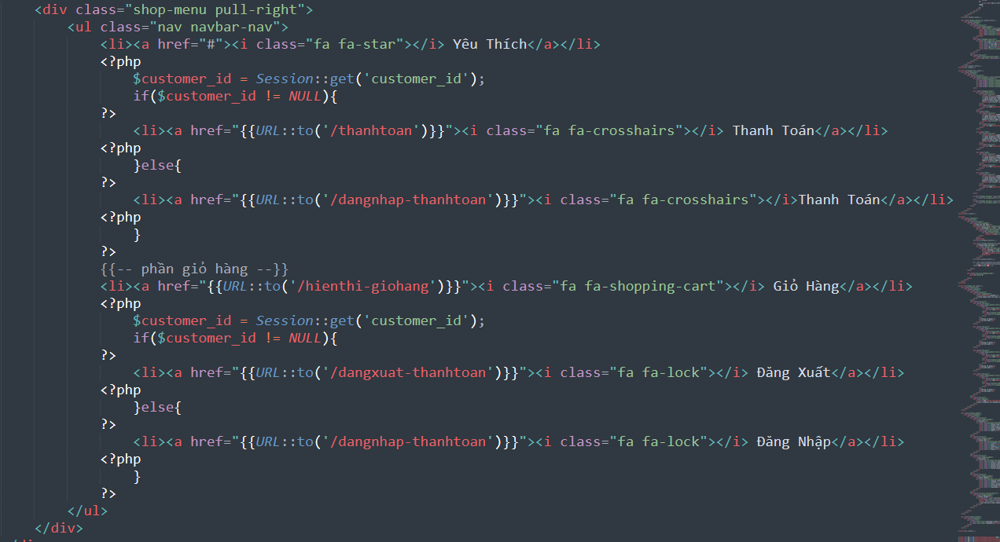 <div class="shop-menu pull-right">
<ul class="nav navbar-nav">
<li><a href="#"><i class="fa fa-star"></i> Yêu Thích</a></li>
<?php
$customer_id = Session::get('customer_id');
if($customer_id != NULL){
?>
<li><a href="{{URL::to('/thanhtoan')}}"><i class="fa fa-crosshairs"></i> Thanh Toán</a></li>
<?php
}else{
?>
<li><a href="{{URL::to('/dangnhap-thanhtoan')}}"><i class="fa fa-crosshairs"></i>Thanh Toán</a></li>
<?php
}
?>
{{-- phần giỏ hàng --}}
<li><a href="{{URL::to('/hienthi-giohang')}}"><i class="fa fa-shopping-cart"></i> Giỏ Hàng</a></li>
<?php
$customer_id = Session::get('customer_id');
if($customer_id != NULL){
?>
<li><a href="{{URL::to('/dangxuat-thanhtoan')}}"><i class="fa fa-lock"></i> Đăng Xuất</a></li>
<?php
}else{
?>
<li><a href="{{URL::to('/dangnhap-thanhtoan')}}"><i class="fa fa-lock"></i> Đăng Nhập</a></li>
<?php
}
?>
</ul>
</div>